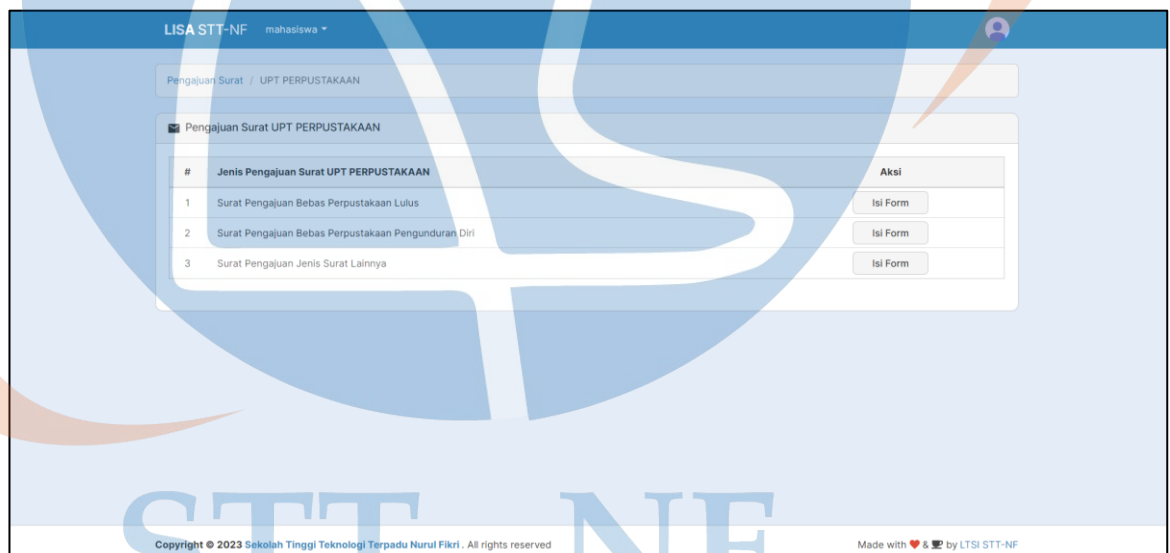 LISA STT-NF mahasiswa
Pengajuan Surat / UPT PERPUSTAKAAN
Pengajuan Surat UPT PERPUSTAKAAN
# Jenis Pengajuan Surat UPT PERPUSTAKAAN Aksi
1 Surat Pengajuan Bebas Perpustakaan Lulus Isi Form
2 Surat Pengajuan Bebas Perpustakaan Pengunduran Diri Isi Form
3 Surat Pengajuan Jenis Surat Lainnya Isi Form
STT - NF
Copyright © 2023 Sekolah Tinggi Teknologi Terpadu Nurul Fikri . All rights reserved Made with ❤ & ☕ by LTSI STT-NF